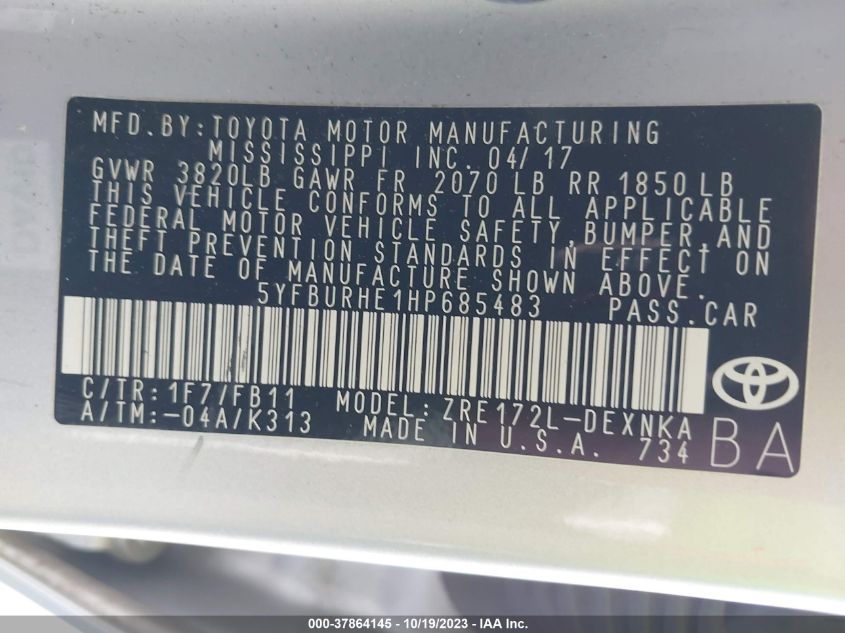 MFD.BY:TOYOTA MOTOR MANUFACTURING
MISSISSIPPI INC. 04/17
GVWR 3820LB GAWR FR 2070 LB RR 1850 LB
THIS VEHICLE CONFORMS TO ALL APPLICABLE
FEDERAL MOTOR VEHICLE SAFETY,BUMPER,AND
THEFT PREVENTION STANDARDS IN EFFECT ON
THE DATE OF MANUFACTURE SHOWN ABOVE.
5YFBURHE1HP685483 PASS.CAR
C/TR:1F7/FB11 MODEL: ZRE172L-DEXNKA
A/TM:-04A/K313 MADE IN U.S.A. 734
BA
000-37864145 - 10/19/2023 - IAA Inc.